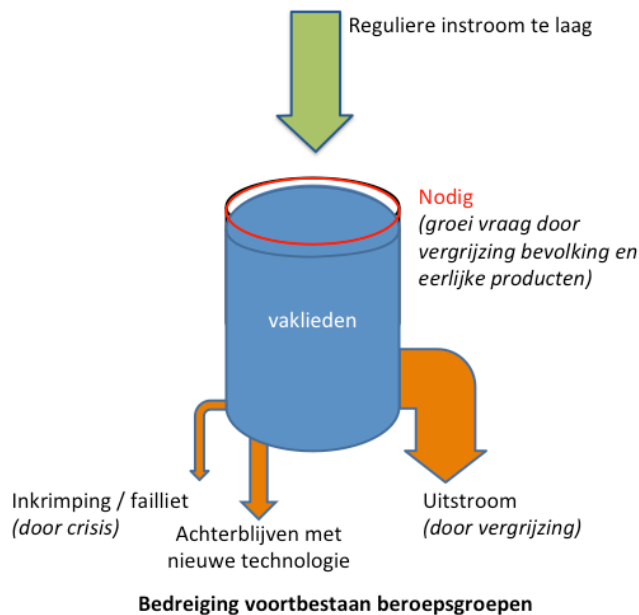 Reguliere instroom te laag
Nodig
(groei vraag door
vergrijzing bevolking en
eerlijke producten)
vaklieden
Inkrimping / failliet
(door crisis)
Achterblijven met
nieuwe technologie
Uitstroom
(door vergrijzing)
Bedreiging voortbestaan beroepsgroepen